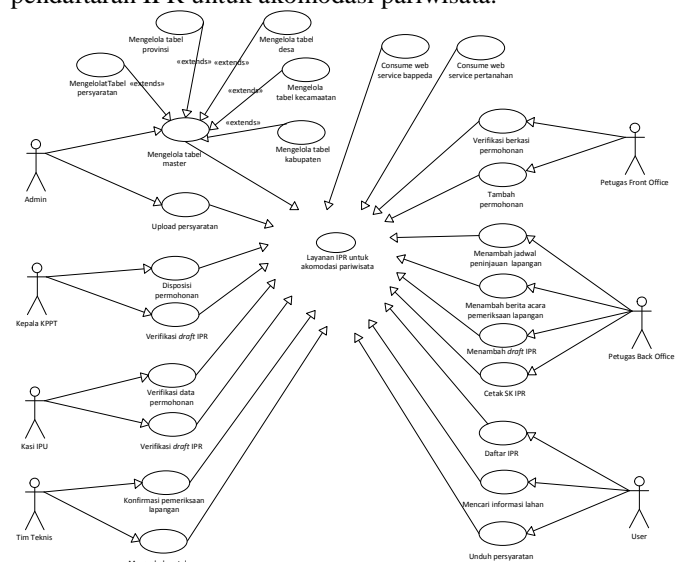 pendaftaran IPR untuk akomodasi pariwisata.
Mengelola tabel
provinsi
Mengelola tabel
desa
«extends»
«extends»
MengelolatTabel
persyaratan
«extends»
«extends»
Mengelola
tabel kecamaatan
«extends»
Mengelola tabel
master
Mengelola tabel
kabupaten
Admin
Upload persyaratan
Consume web
service bappeda
Consume web
service pertanahan
Verifikasi berkasi
permohonan
Petugas Front Office
Tambah
permohonan
Layanan IPR untuk
akomodasi pariwisata
Disposisi
permohonan
Kepala KPPT
Verifikasi draft IPR
Menambah jadwal
peninjauan lapangan
Menambah berita acara
pemeriksaan lapangan
Menambah draft IPR
Petugas Back Office
Cetak SK IPR
Verifikasi data
permohonan
Kasi IPU
Verifikasi draft IPR
Daftar IPR
Konfirmasi pemeriksaan
lapangan
Tim Teknis
Mencari informasi lahan
User
Unduh persyaratan